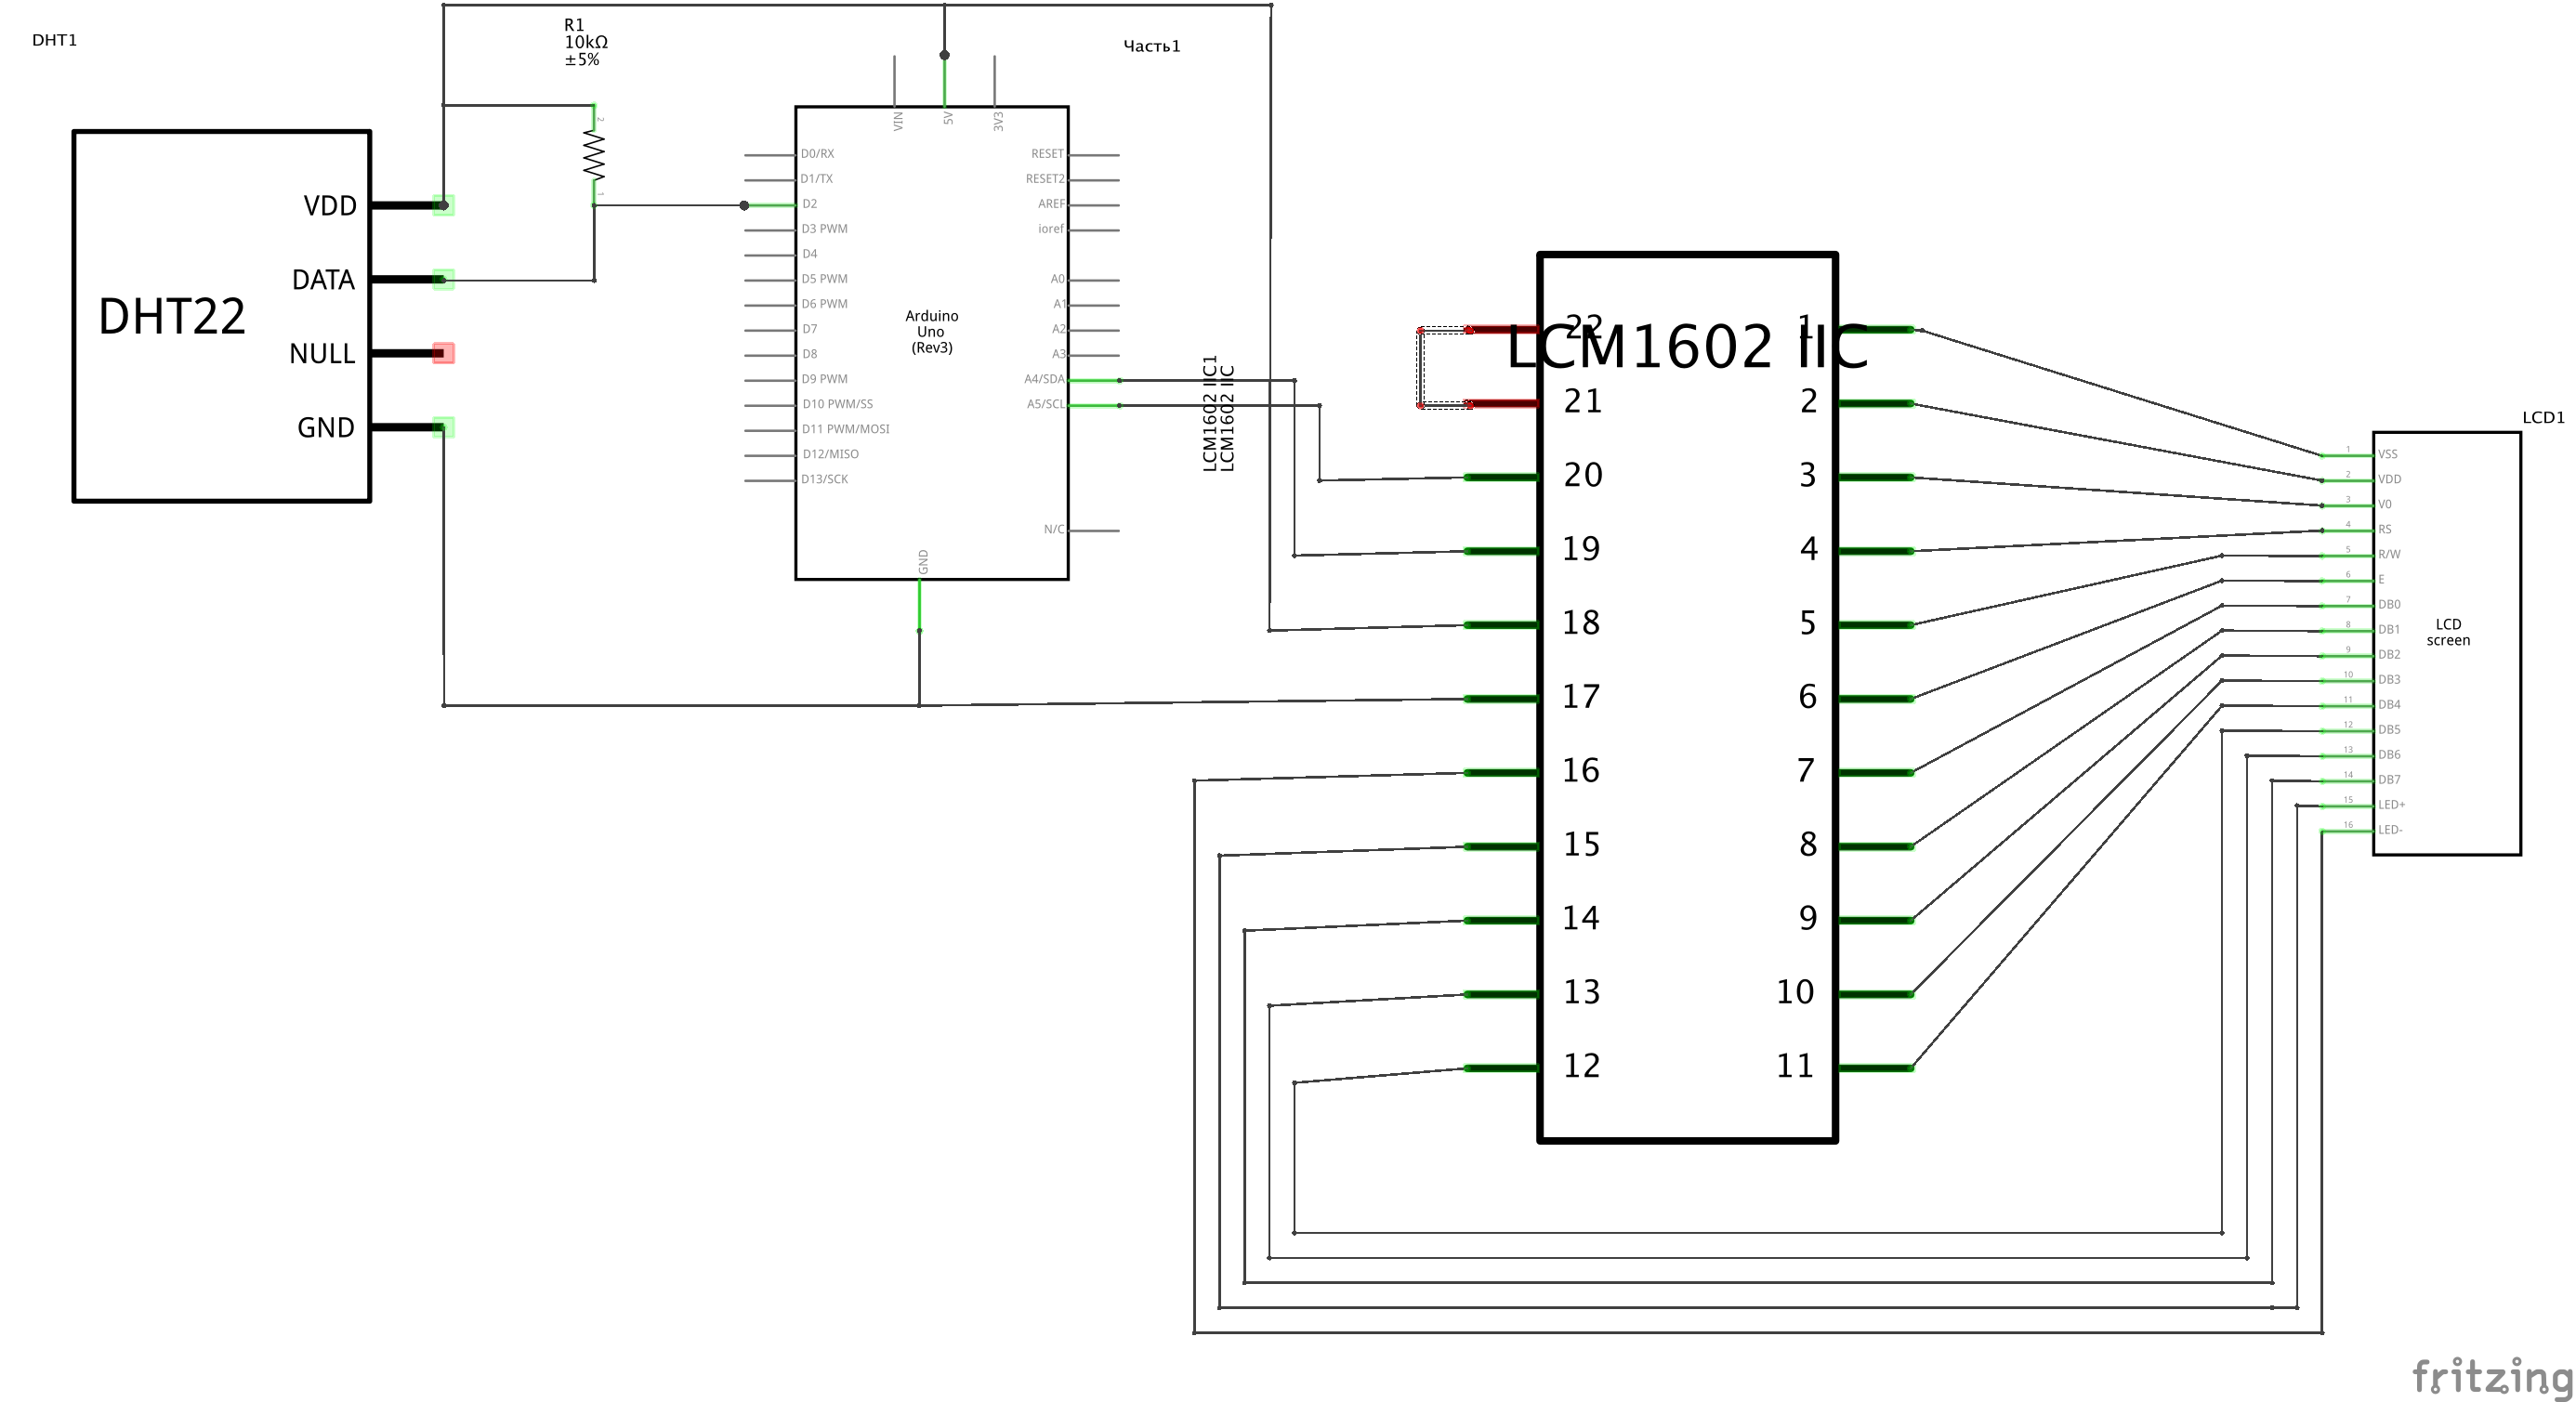 DHT1
R1
10kΩ
±5%
Часть1
DHT22
VDD
DATA
NULL
GND
2
1
VIN
5V
3V3
D0/RX
D1/TX
D2
D3 PWM
D4
D5 PWM
D6 PWM
D7
D8
D9 PWM
D10 PWM/SS
D11 PWM/MOSI
D12/MISO
D13/SCK
Arduino
Uno
(Rev3)
RESET
RESET2
AREF
ioref
A0
A1
A2
A3
A4/SDA
A5/SCL
N/C
GND
LCM1602 IIC1
LCM1602 IIC
LCM1602 IIC
22
21
20
19
18
17
16
15
14
13
12
1
2
3
4
5
6
7
8
9
10
11
LCD1
1 VSS
2 VDD
3 V0
4 RS
5 R/W
6 E
7 DB0
8 DB1
9 DB2
10 DB3
11 DB4
12 DB5
13 DB6
14 DB7
15 LED+
16 LED-
LCD
screen
fritzing